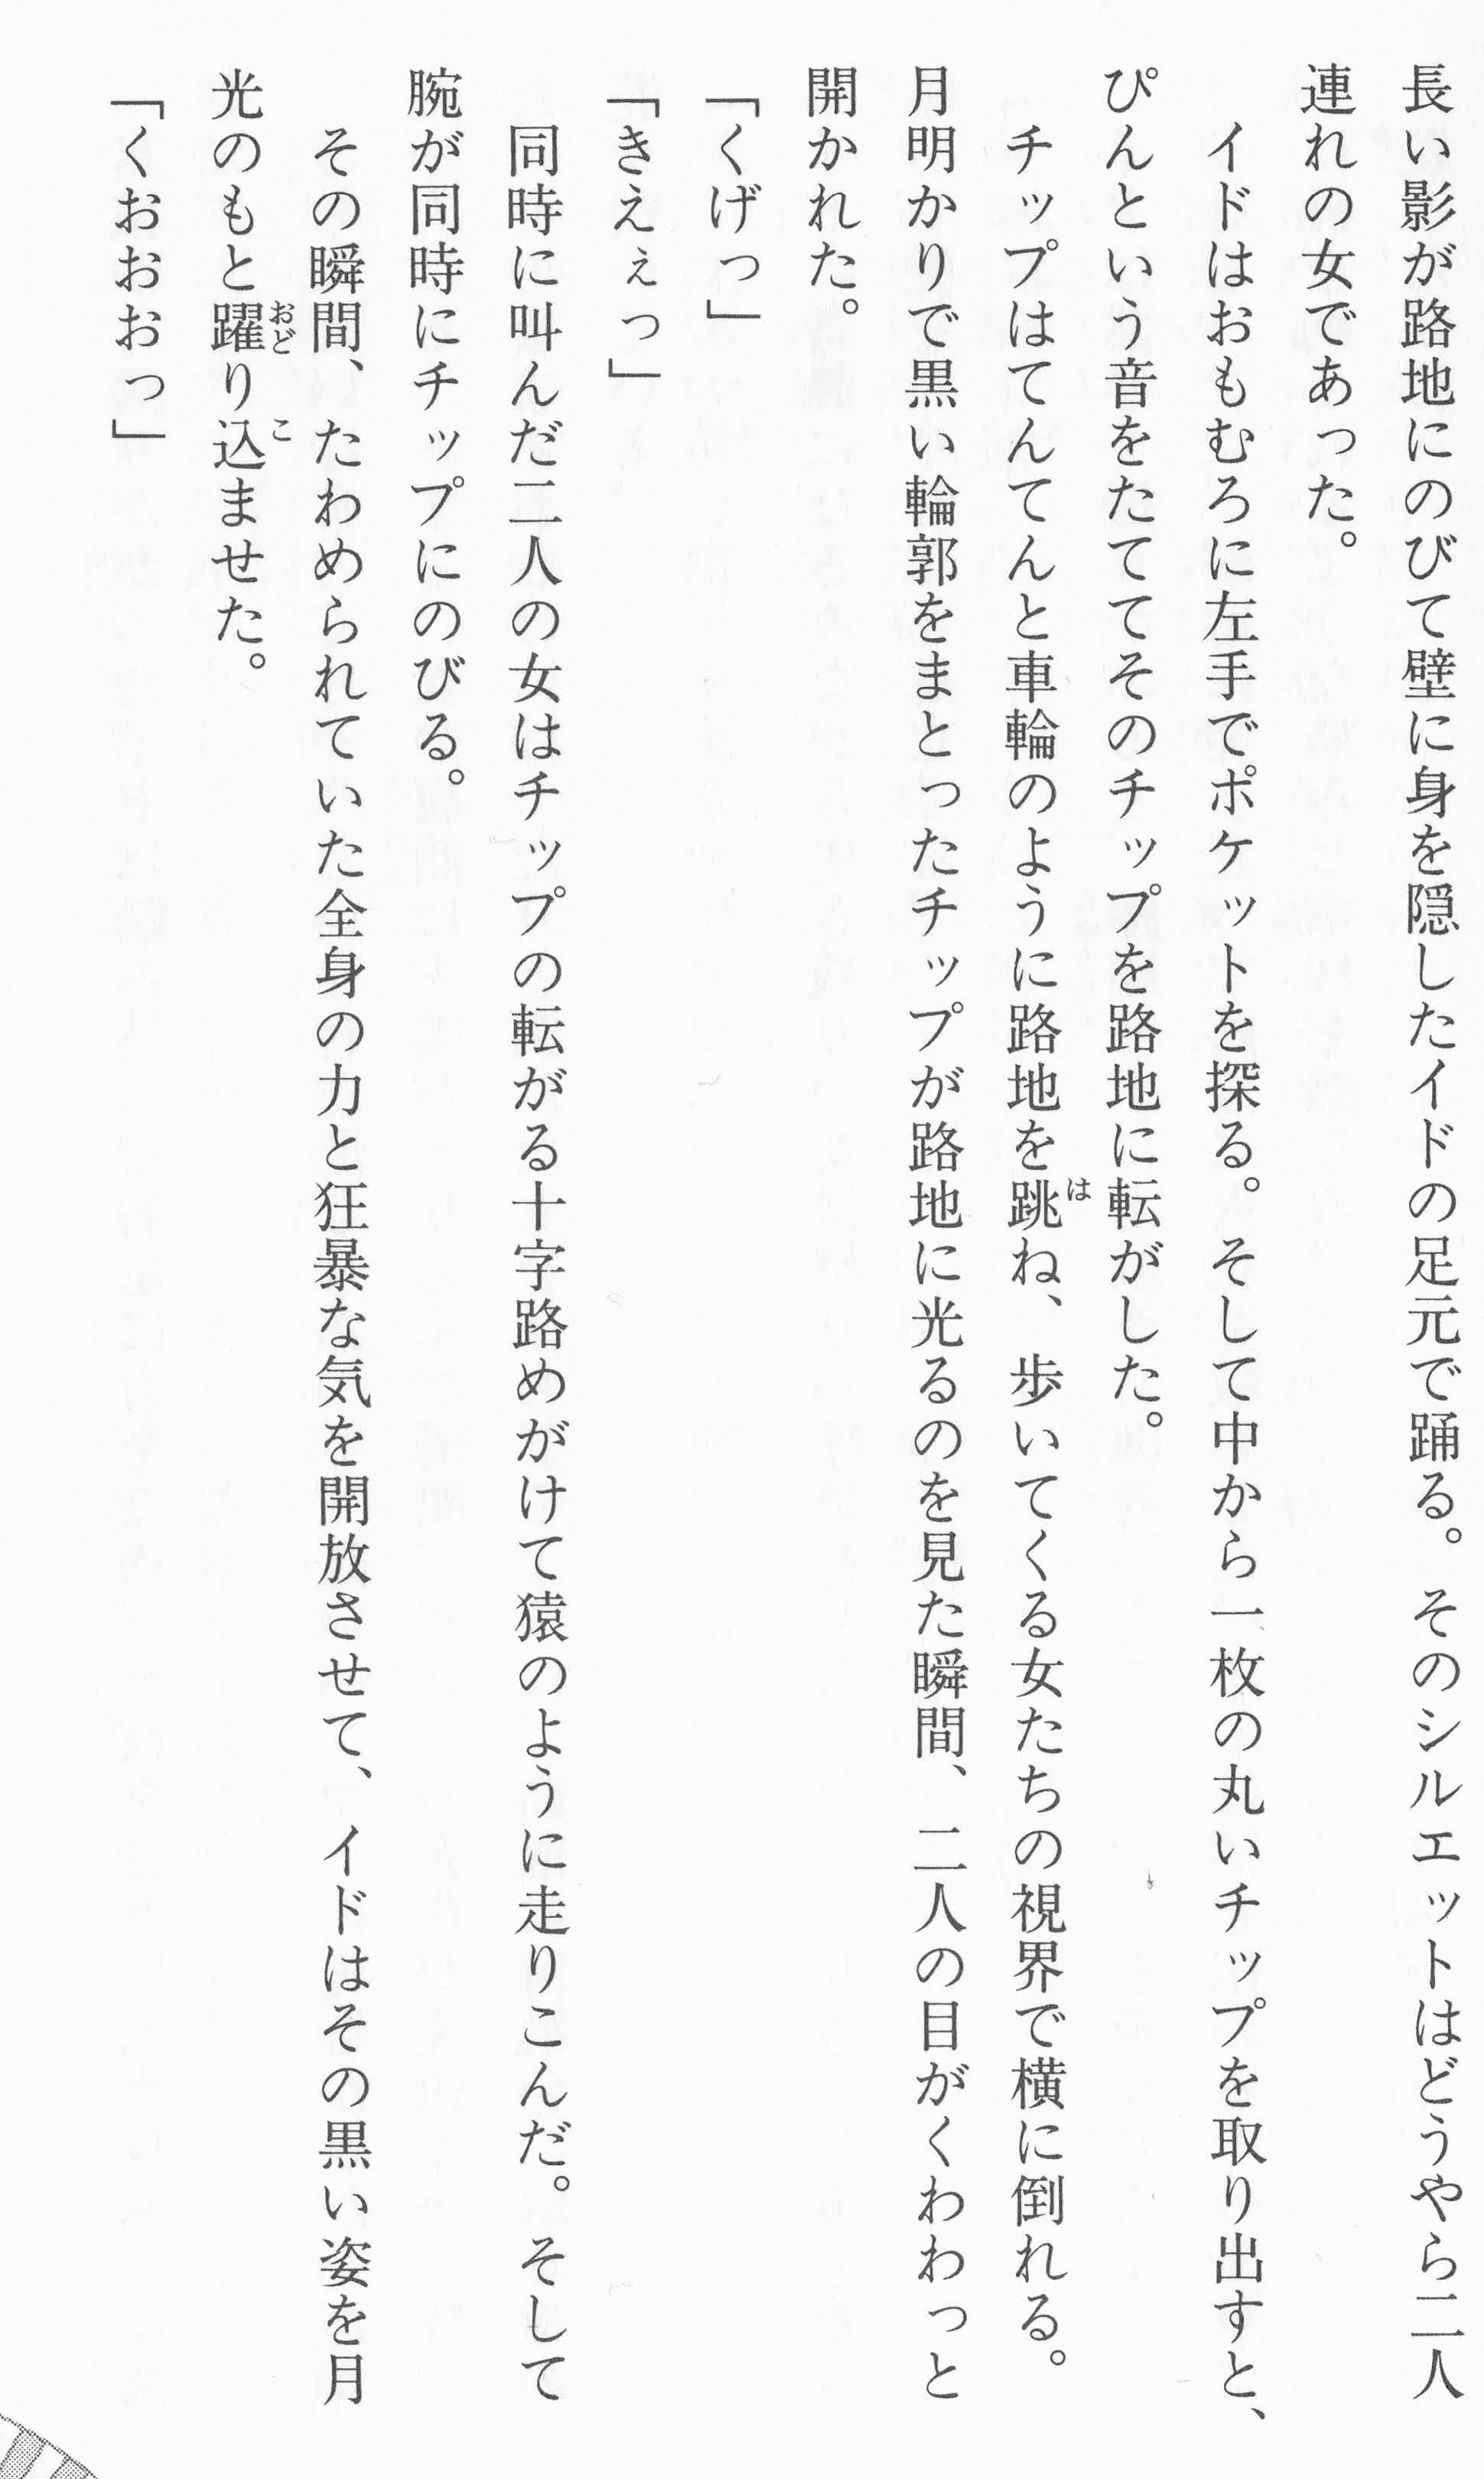 長い影が路地にのびて壁に身を隠したイドの足元で踊る。そのシルエットはどうやら二人
連れの女であった。
　イドはおもむろに左手でポケットを探る。そして中から一枚の丸いチップを取り出すと、
ぴんという音をたててそのチップを路地に転がした。
　チップはてんてんと車輪のように路地を跳ね、歩いてくる女たちの視界で横に倒れる。
月明かりで黒い輪郭をまとったチップが路地に光るのを見た瞬間、二人の目がくわわっと
開かれた。
「くげっ」
「きえぇっ」
　同時に叫んだ二人の女はチップの転がる十字路めがけて猿のように走りこんだ。そして
腕が同時にチップにのびる。
　その瞬間、たわめられていた全身の力と狂暴な気を開放させて、イドはその黒い姿を月
光のもと躍り込ませた。
「くおおおっ」